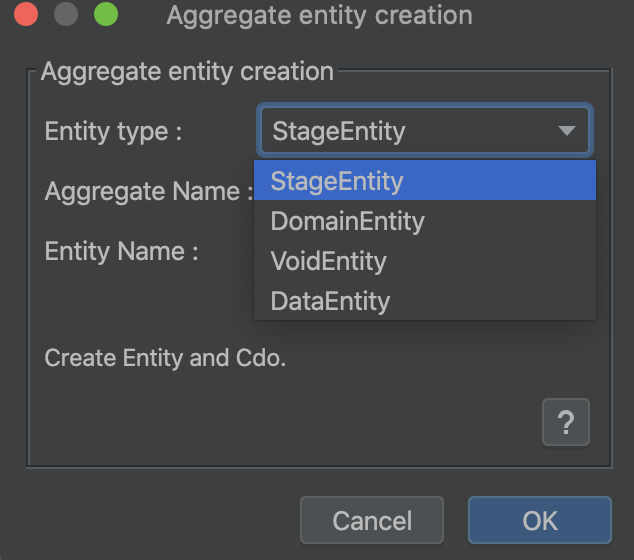 Aggregate entity creation
Aggregate entity creation
Entity type : StageEntity
Aggregate Name : StageEntity
DomainEntity
Entity Name : VoidEntity
DataEntity
Create Entity and Cdo.
?
Cancel OK